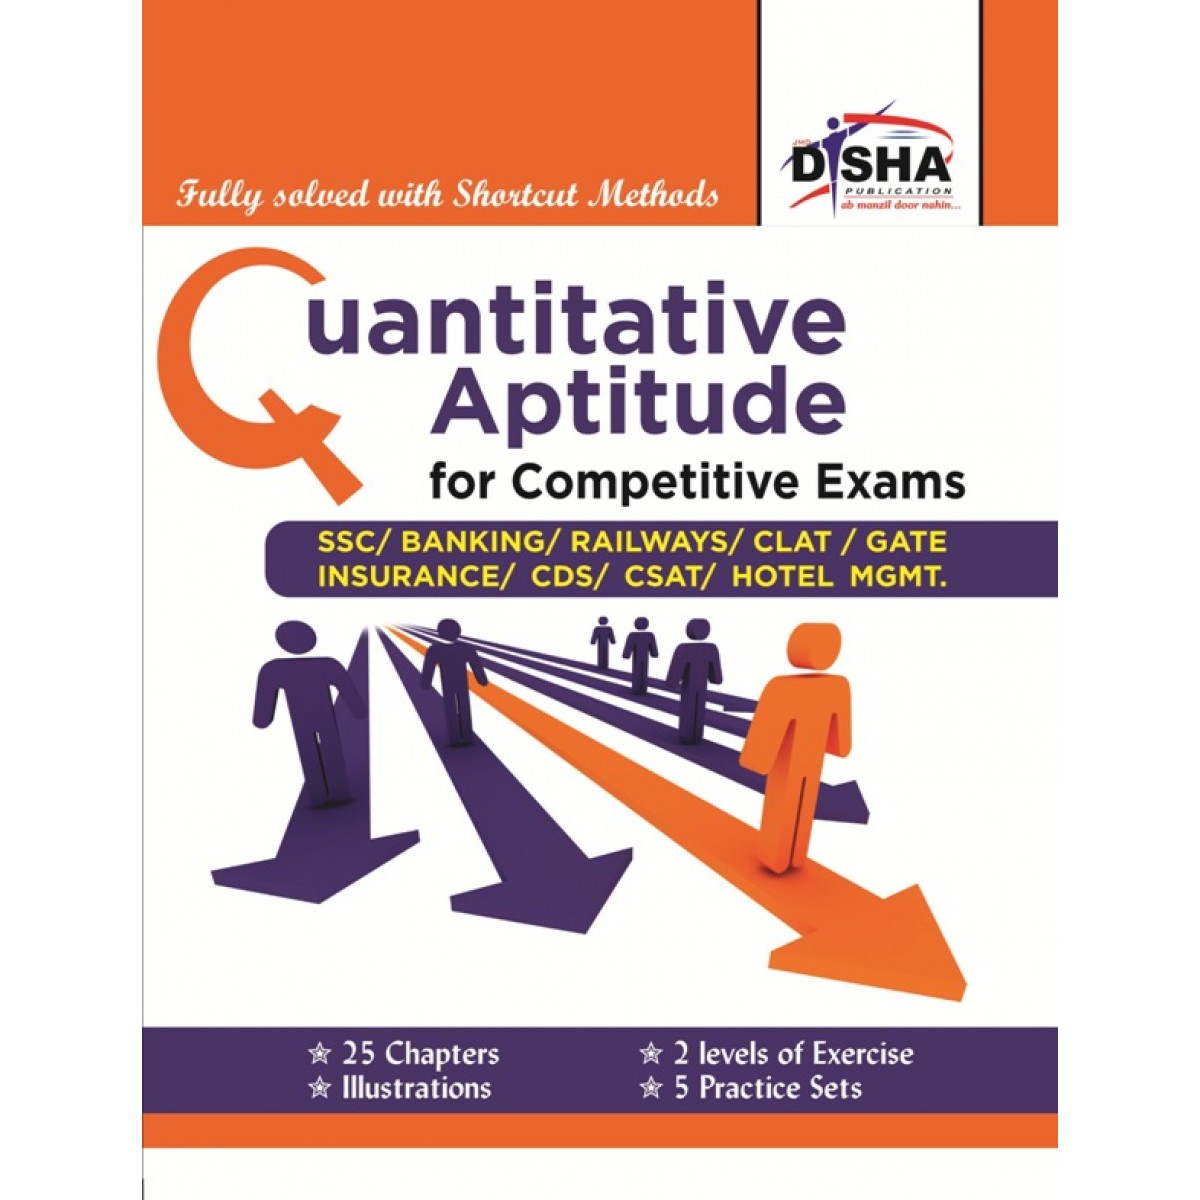 Fully solved with Shortcut Methods
JMD
DISHA
PUBLICATION
ab manzil door nahin...
Quantitative
Aptitude
for Competitive Exams
SSC/ BANKING/ RAILWAYS/ CLAT / GATE
INSURANCE/ CDS/ CSAT/ HOTEL MGMT.
25 Chapters
Illustrations
2 levels of Exercise
5 Practice Sets